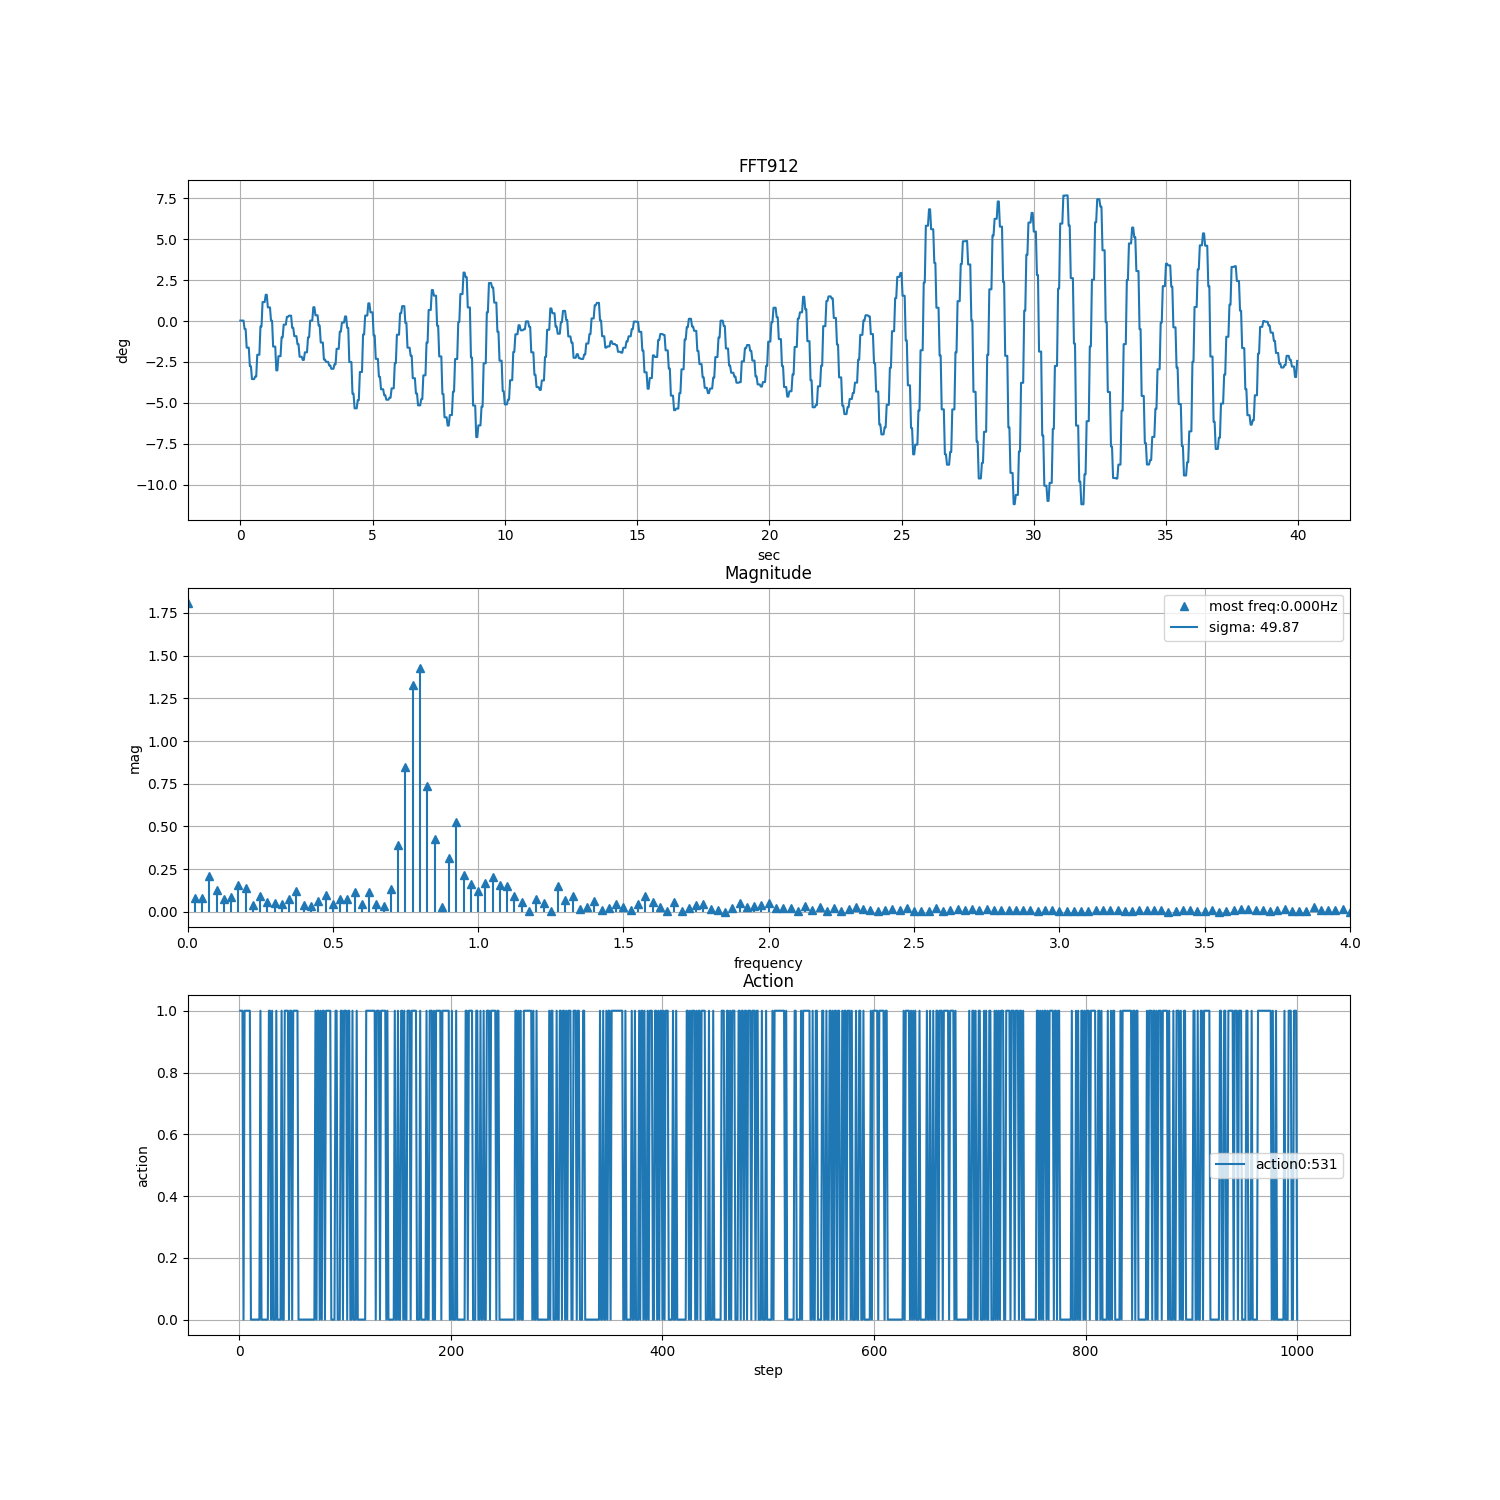 FFT912
7.5
5.0
2.5
0.0
−2.5
−5.0
−7.5
−10.0
deg
0 5 10 15 20 25 30 35 40
sec
Magnitude
1.75
1.50
1.25
1.00
0.75
0.50
0.25
0.00
mag
most freq:0.000Hz
sigma: 49.87
0.0 0.5 1.0 1.5 2.0 2.5 3.0 3.5 4.0
frequency
Action
1.0
0.8
0.6
0.4
0.2
0.0
action
action0:531
0 200 400 600 800 1000
step